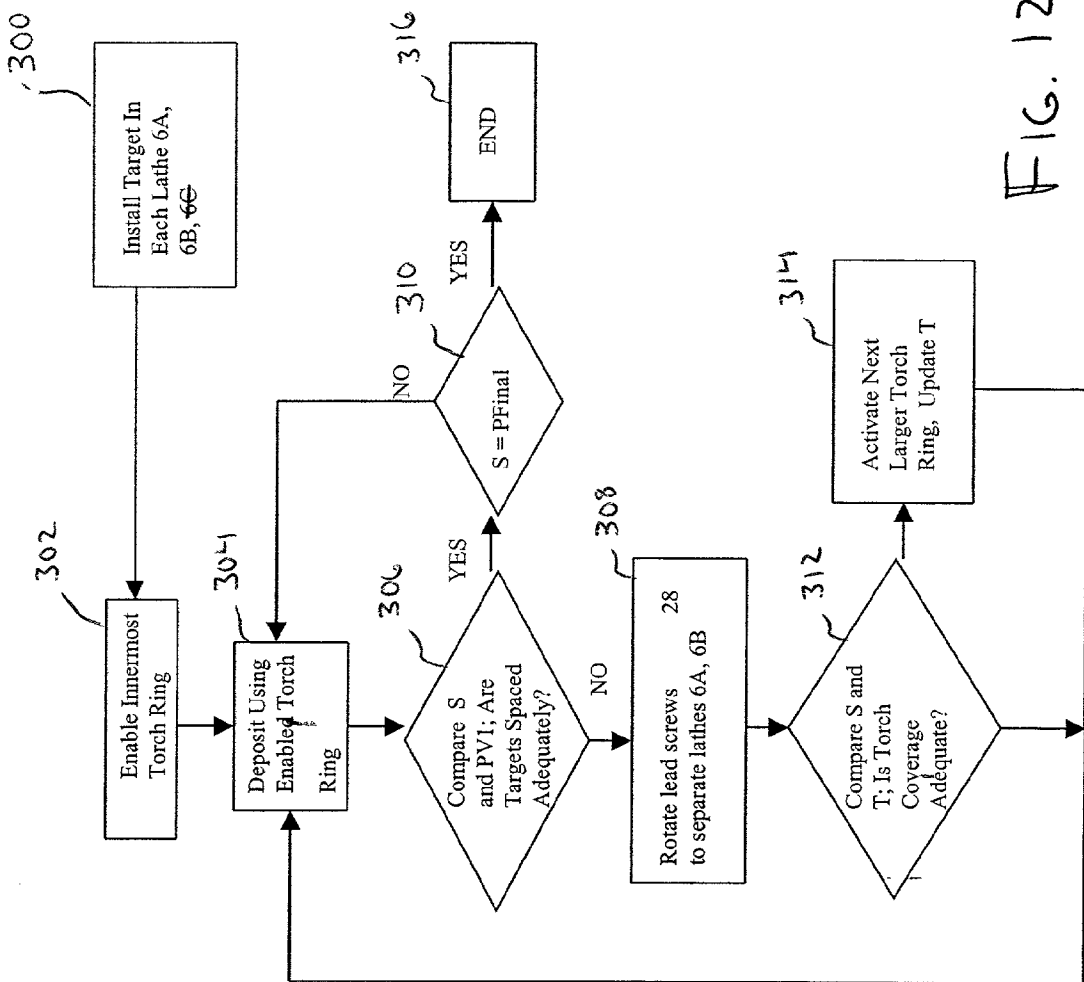 300
Install Target In
Each Lathe 6A,
6B, 6C
302
Enable Innermost
Torch Ring
304
Deposit Using
Enabled Torch
Ring
306
Compare S
and PV1; Are
Targets Spaced
Adequately?
YES
NO
310
S = PFinal
NO
YES
316
END
308
Rotate lead screws 28
to separate lathes 6A, 6B
312
Compare S and
T; Is Torch
Coverage
Adequate?
314
Activate Next
Larger Torch
Ring, Update T
FIG. 12